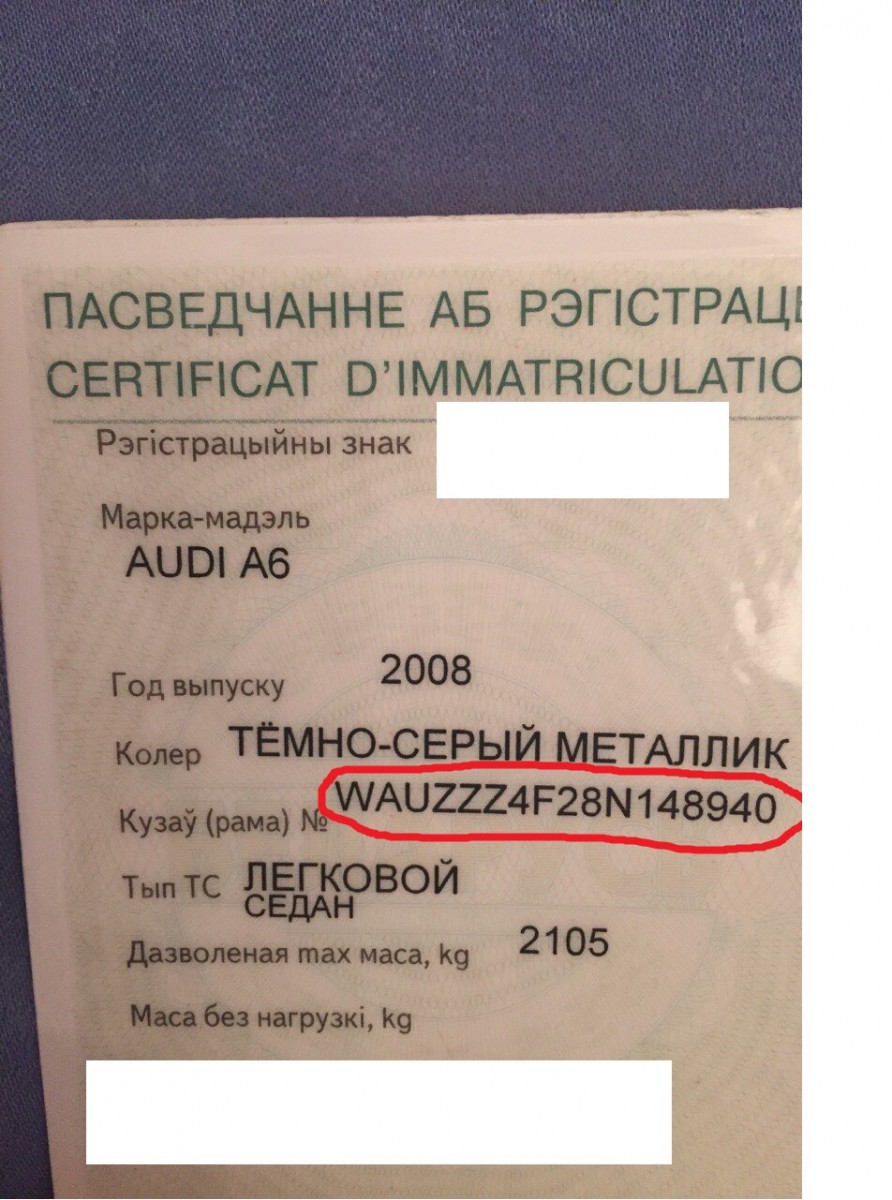 ПАСВЕДЧАННЕ АБ РЭГІСТРАЦЫ
CERTIFICAT D'IMMATRICULATIO
Рэгістрацыйны знак
Марка-мадэль
AUDI A6
Год выпуску 2008
Колер ТЁМНО-СЕРЫЙ МЕТАЛЛИК
Кузаў (рама) № WAUZZZ4F28N148940
Тып ТС ЛЕГКОВОЙ
СЕДАН
Дазволеная max маса, kg 2105
Маса без нагрузкі, kg